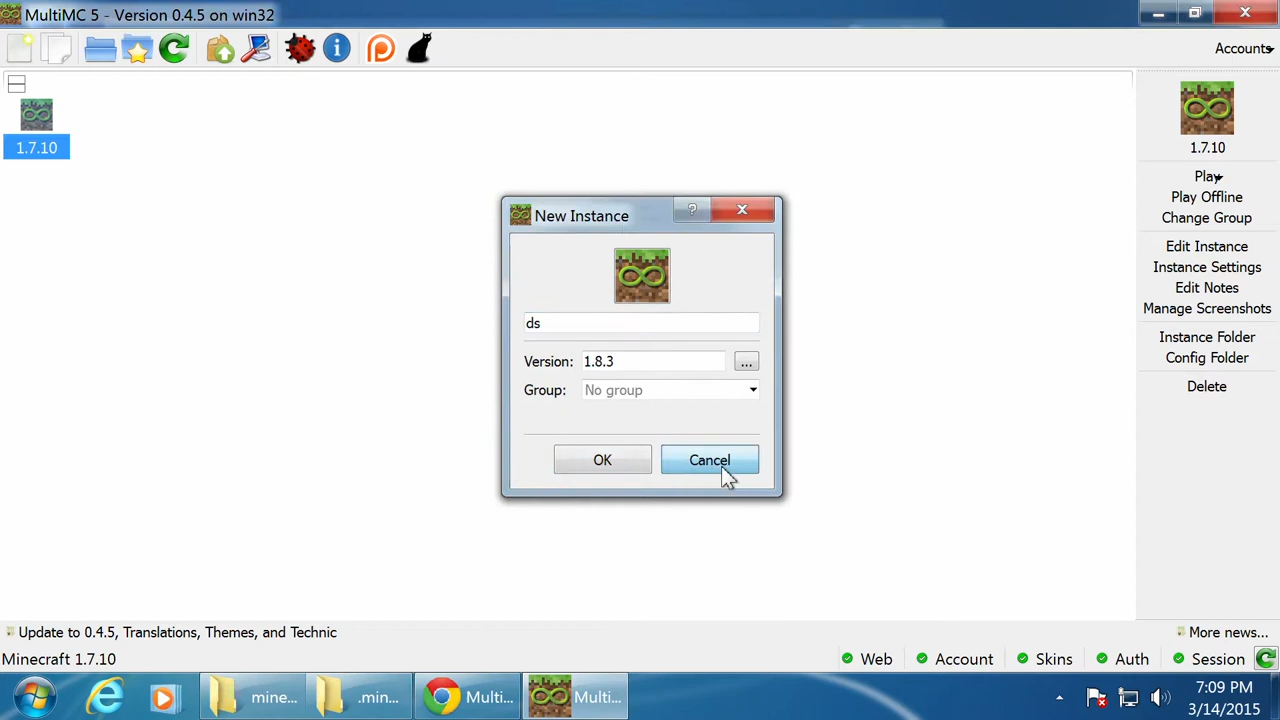 MultiMC 5 - Version 0.4.5 on win32
Accounts
1.7.10
1.7.10
Play
Play Offline
Change Group
Edit Instance
Instance Settings
Edit Notes
Manage Screenshots
Instance Folder
Config Folder
Delete
New Instance
?
ds
Version: 1.8.3 ...
Group: No group
OK Cancel
Update to 0.4.5, Translations, Themes, and Technic
More news...
Minecraft 1.7.10
Web Account Skins Auth Session
mine... .min... Multi... Multi...
7:09 PM
3/14/2015